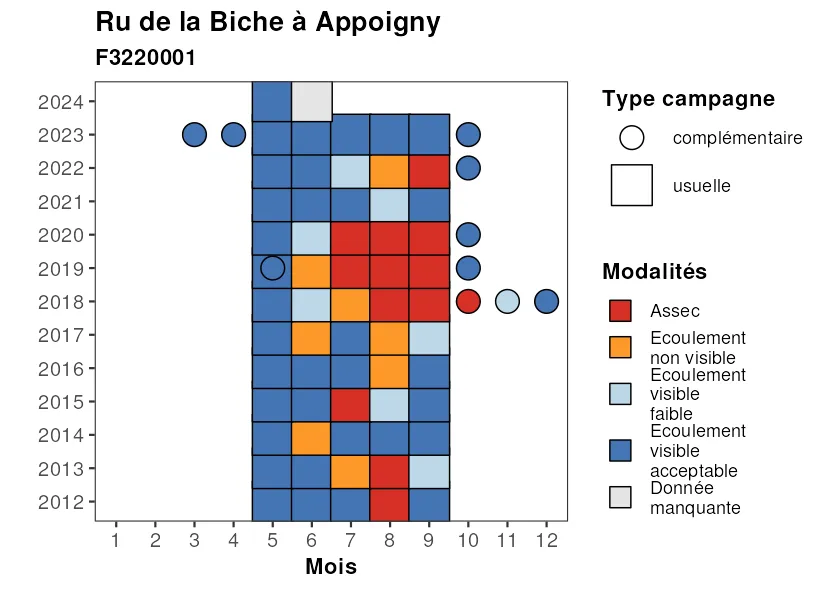 Ru de la Biche à Appoigny
F3220001
2024
2023
2022
2021
2020
2019
2018
2017
2016
2015
2014
2013
2012
1 2 3 4 5 6 7 8 9 10 11 12
Mois
Type campagne
complémentaire
usuelle
Modalités
Assec
Ecoulement
non visible
Ecoulement
visible
faible
Ecoulement
visible
acceptable
Donnée
manquante